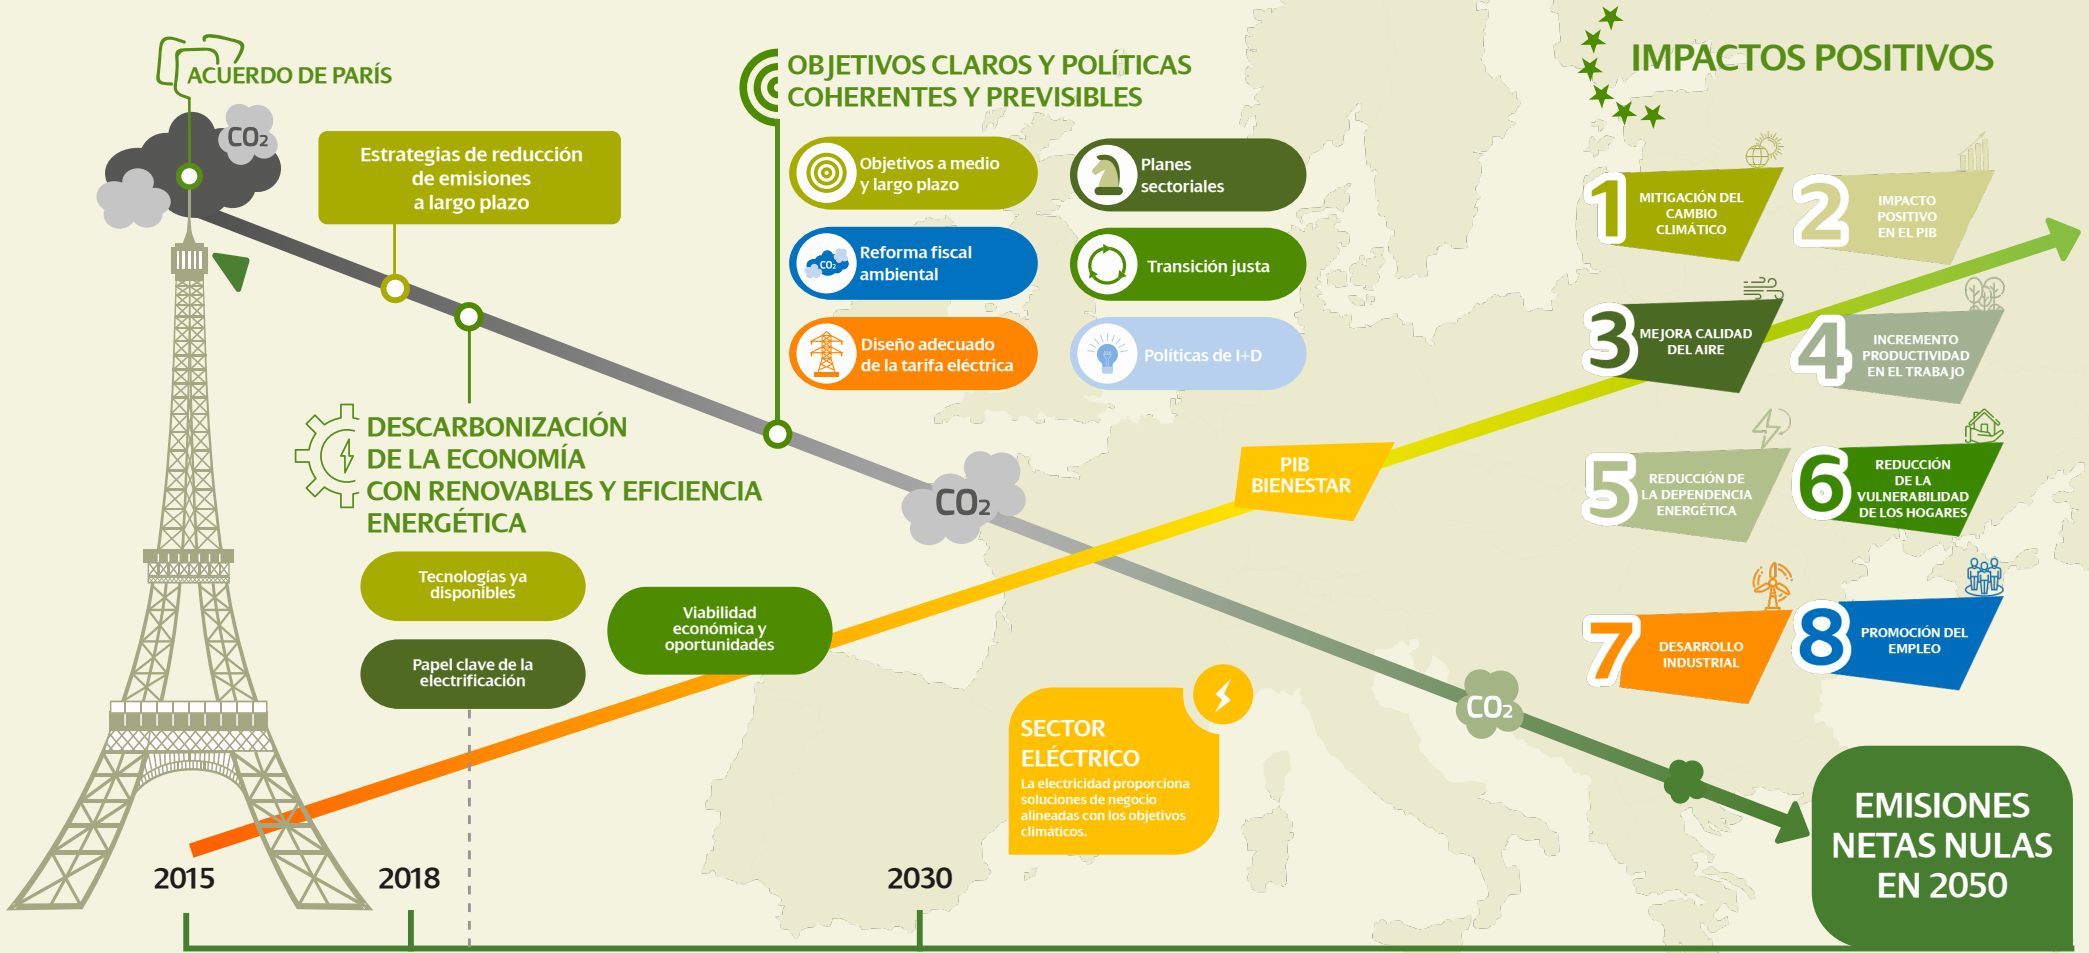 ACUERDO DE PARÍS
CO₂
Estrategias de reducción
de emisiones
a largo plazo
DESCARBONIZACIÓN
DE LA ECONOMÍA
CON RENOVABLES Y EFICIENCIA
ENERGÉTICA
Tecnologías ya
disponibles
Papel clave de la
electrificación
Viabilidad
económica y
oportunidades
OBJETIVOS CLAROS Y POLÍTICAS
COHERENTES Y PREVISIBLES
Objetivos a medio
y largo plazo
Planes
sectoriales
CO₂
Reforma fiscal
ambiental
Transición justa
Diseño adecuado
de la tarifa eléctrica
Políticas de I+D
CO₂
PIB
BIENESTAR
SECTOR
ELÉCTRICO
La electricidad proporciona
soluciones de negocio
alineadas con los objetivos
climáticos.
CO₂
IMPACTOS POSITIVOS
1
MITIGACIÓN DEL
CAMBIO
CLIMÁTICO
2
IMPACTO
POSITIVO
EN EL PIB
3
MEJORA CALIDAD
DEL AIRE
4
INCREMENTO
PRODUCTIVIDAD
EN EL TRABAJO
5
REDUCCIÓN DE
LA DEPENDENCIA
ENERGÉTICA
6
REDUCCIÓN
DE LA
VULNERABILIDAD
DE LOS HOGARES
7
DESARROLLO
INDUSTRIAL
8
PROMOCIÓN DEL
EMPLEO
EMISIONES
NETAS NULAS
EN 2050
2015
2018
2030